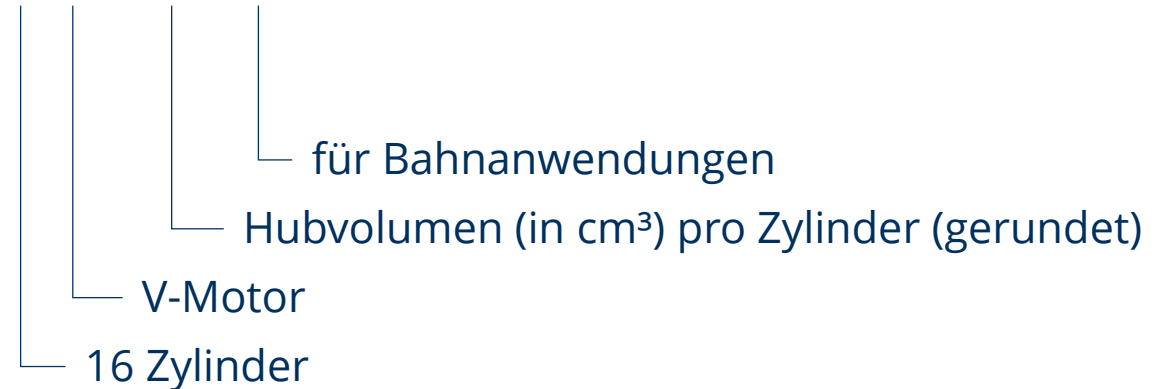 für Bahnanwendungen
Hubvolumen (in cm³) pro Zylinder (gerundet)
V-Motor
16 Zylinder